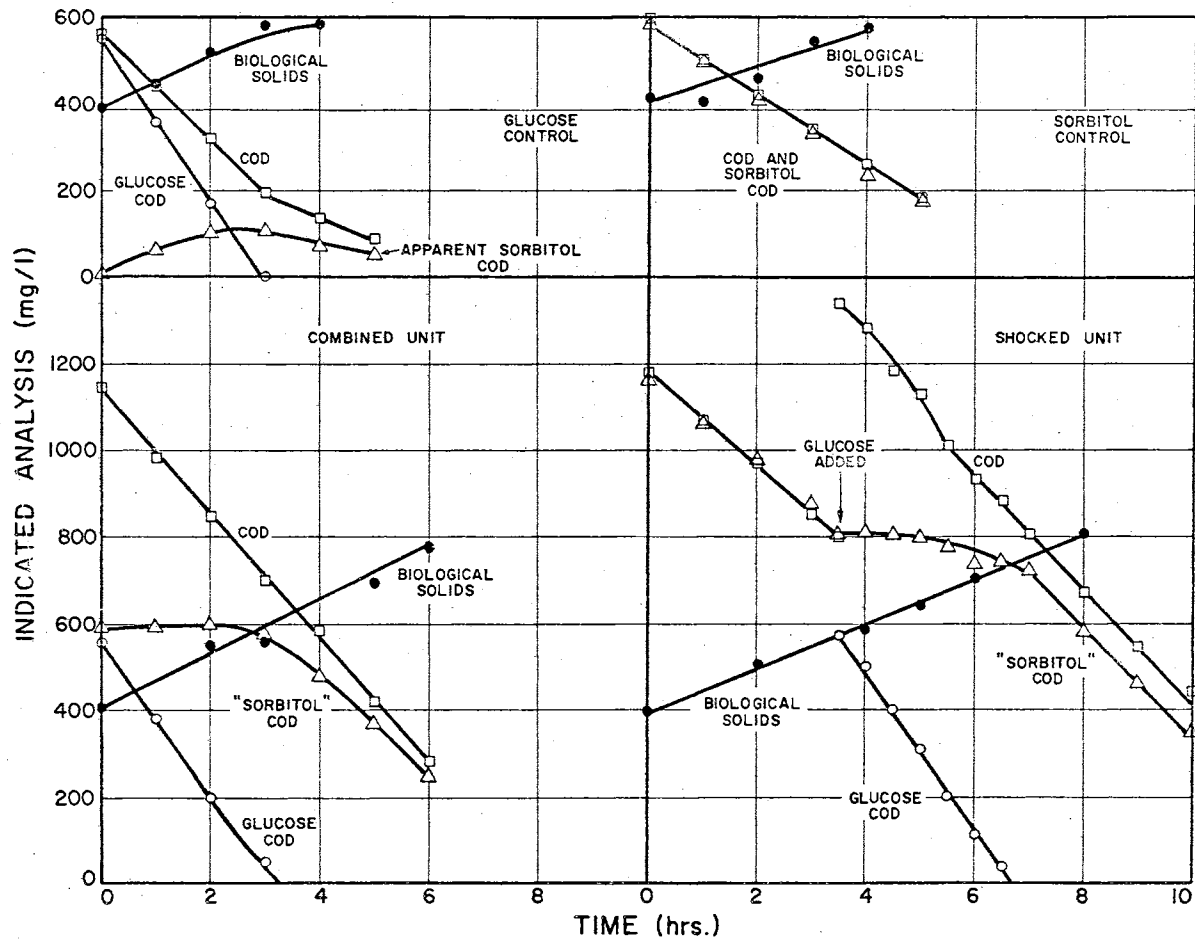 600
400
200
0
BIOLOGICAL
SOLIDS
GLUCOSE
CONTROL
COD
GLUCOSE
COD
APPARENT SORBITOL
COD
BIOLOGICAL
SOLIDS
SORBITOL
CONTROL
COD AND
SORBITOL
COD
INDICATED ANALYSIS (mg/l)
1200
1000
800
600
400
200
0
COMBINED UNIT
COD
BIOLOGICAL
SOLIDS
"SORBITOL"
COD
GLUCOSE
COD
SHOCKED UNIT
GLUCOSE
ADDED
COD
"SORBITOL"
COD
BIOLOGICAL
SOLIDS
GLUCOSE
COD
0 2 4 6 0 2 4 6 8 10
TIME (hrs.)